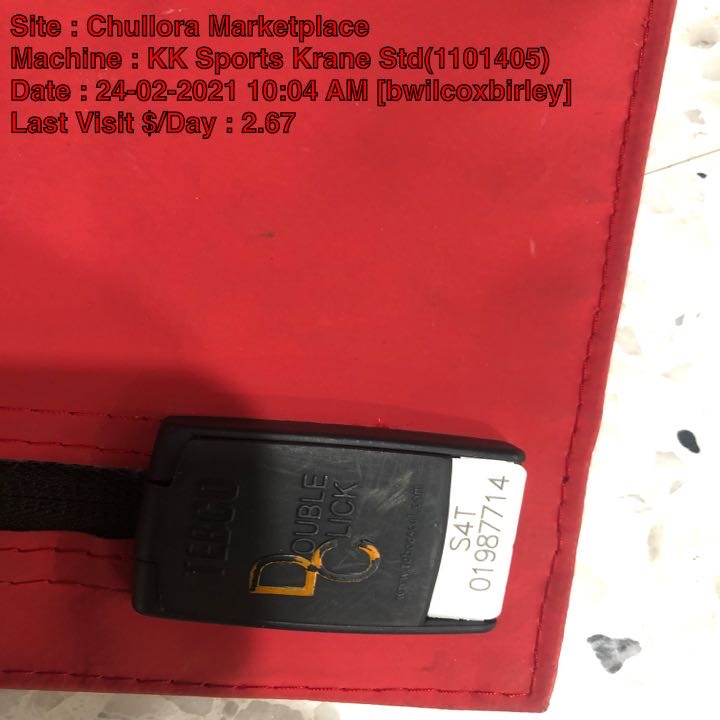 Site : Chullora Marketplace
Machine : KK Sports Krane Std(1101405)
Date : 24-02-2021 10:04 AM [bwilcoxbirley]
Last Visit $/Day : 2.67
DOUBLE
CLICK
S4T
01987714